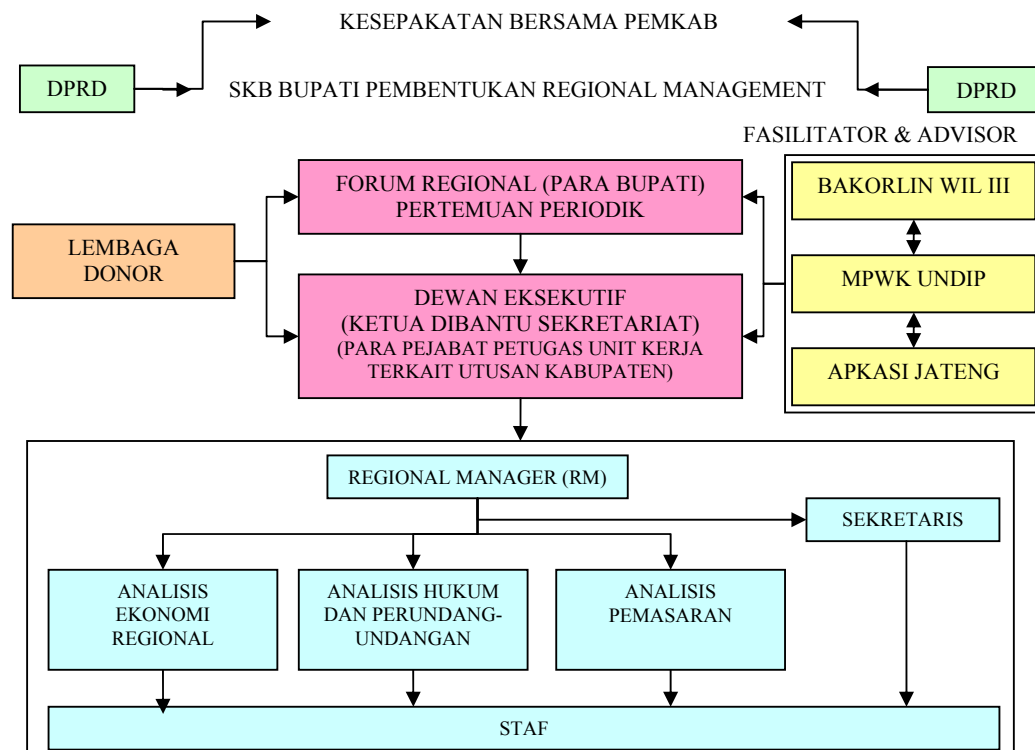 KESEPAKATAN BERSAMA PEMKAB
DPRD
SKB BUPATI PEMBENTUKAN REGIONAL MANAGEMENT
DPRD
FASILITATOR & ADVISOR
FORUM REGIONAL (PARA BUPATI)
PERTEMUAN PERIODIK
BAKORLIN WIL III
LEMBAGA
DONOR
MPWK UNDIP
DEWAN EKSEKUTIF
(KETUA DIBANTU SEKRETARIAT)
(PARA PEJABAT PETUGAS UNIT KERJA
TERKAIT UTUSAN KABUPATEN)
APKASI JATENG
REGIONAL MANAGER (RM)
SEKRETARIS
ANALISIS
EKONOMI
REGIONAL
ANALISIS HUKUM
DAN PERUNDANG-
UNDANGAN
ANALISIS
PEMASARAN
STAF